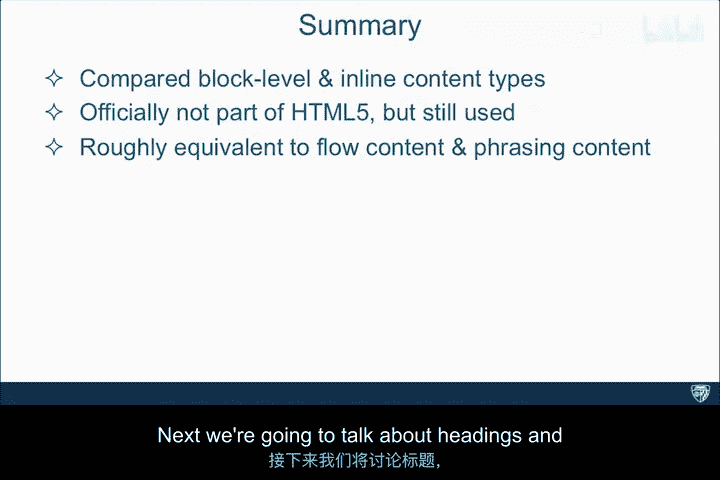 Summary
✧ Compared block-level & inline content types
✧ Officially not part of HTML5, but still used
✧ Roughly equivalent to flow content & phrasing content
Next we're going to talk about headings and
接下来我们将讨论标题，